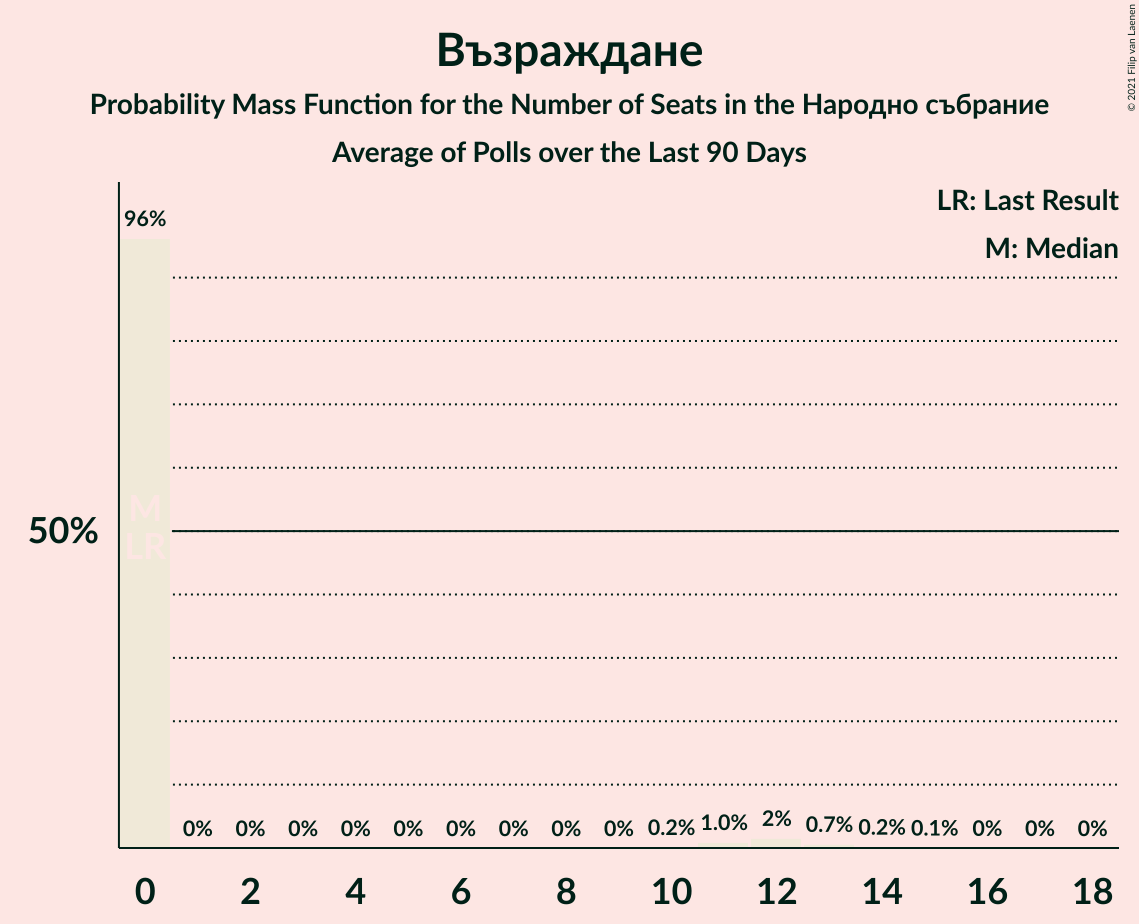 Възраждане
Probability Mass Function for the Number of Seats in the Народно събрание
Average of Polls over the Last 90 Days
© 2021 Filip van Laenen
LR: Last Result
M: Median
96%
M
LR
50%
0% 0% 0% 0% 0% 0% 0% 0% 0% 0.2% 1.0% 2% 0.7% 0.2% 0.1% 0% 0% 0%
0 2 4 6 8 10 12 14 16 18